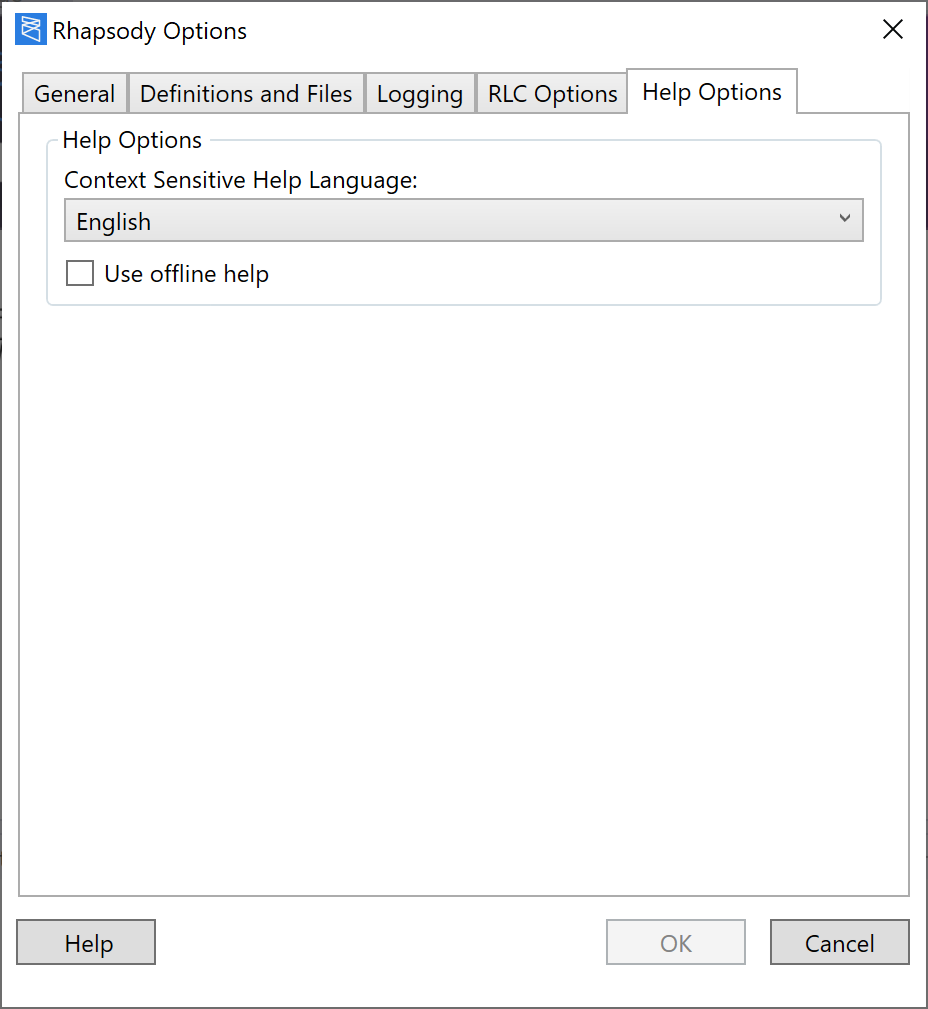 Rhapsody Options
General Definitions and Files Logging RLC Options Help Options
Help Options
Context Sensitive Help Language:
English
Use offline help
Help OK Cancel